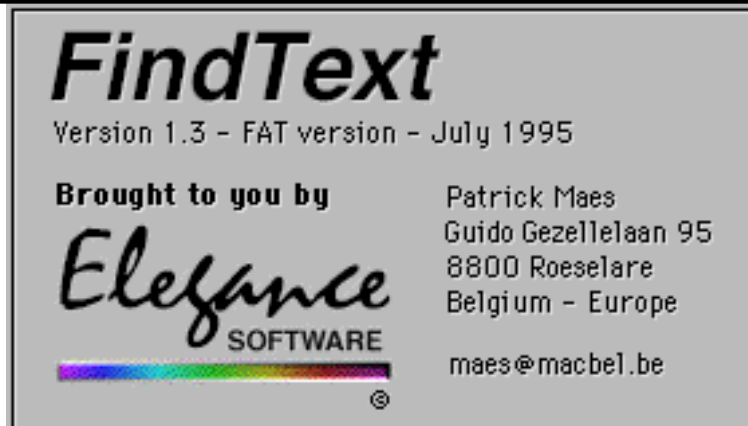 FindText
Version 1.3 - FAT version - July 1995
Brought to you by
Elegance
SOFTWARE
©
Patrick Maes
Guido Gezellelaan 95
8800 Roeselare
Belgium - Europe
maes@macbel.be